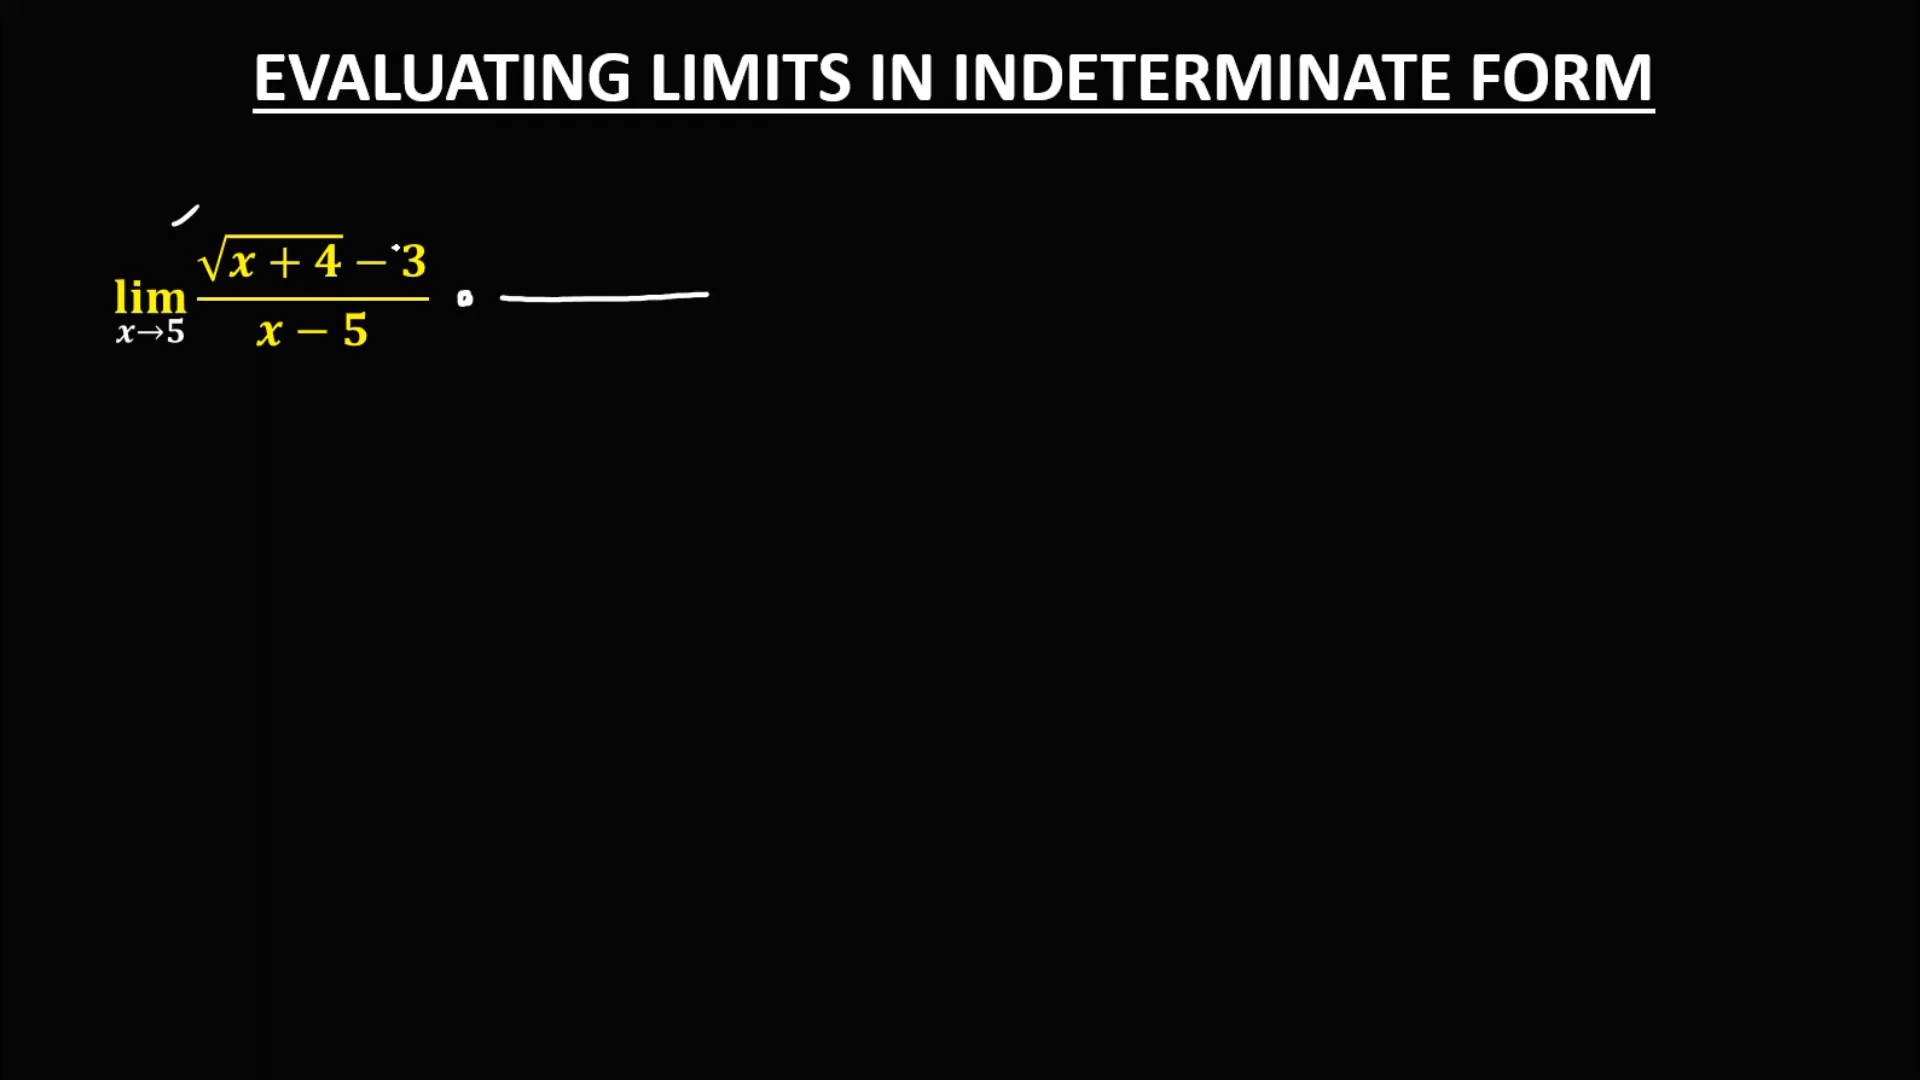 EVALUATING LIMITS IN INDETERMINATE FORM
lim x→5 √(x + 4) − 3 / x − 5 ·